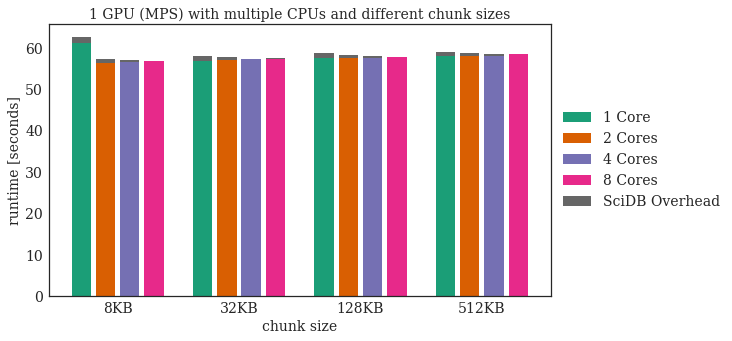 1 GPU (MPS) with multiple CPUs and different chunk sizes
runtime [seconds]
60
50
40
30
20
10
0
8KB
32KB
128KB
512KB
chunk size
1 Core
2 Cores
4 Cores
8 Cores
SciDB Overhead